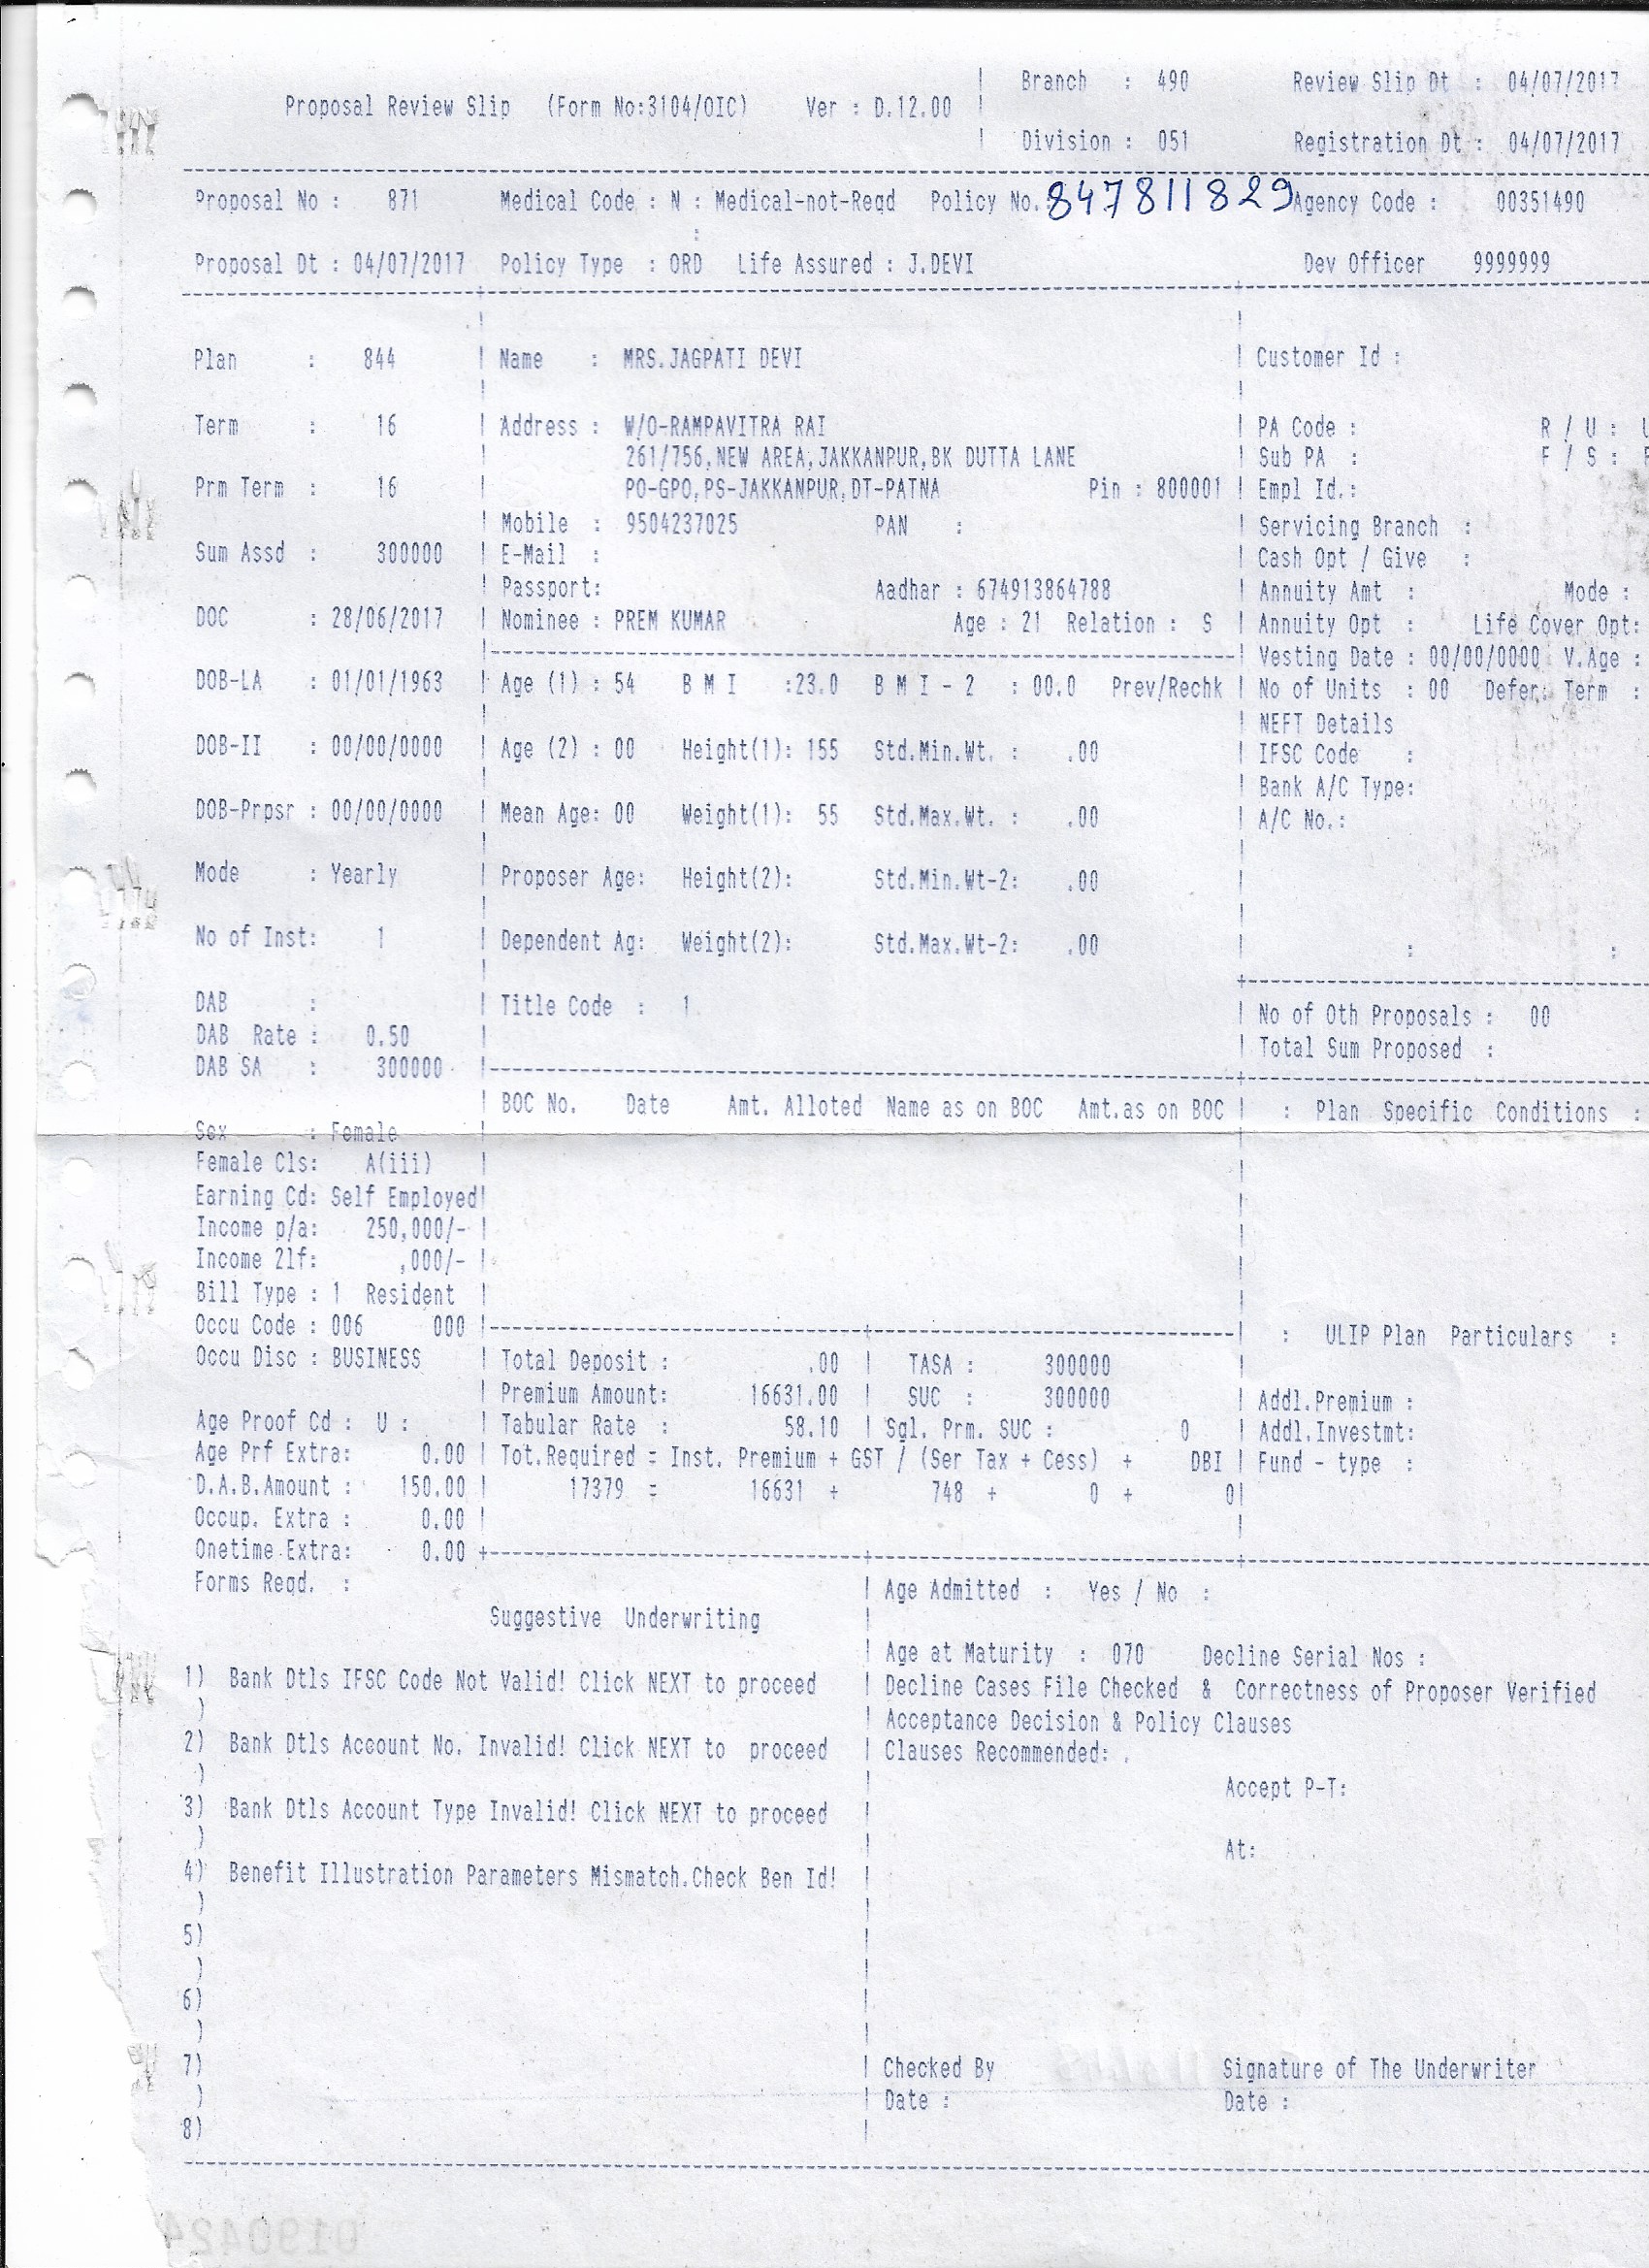 Branch : 490 Review Slip Dt : 04/07/2017
Proposal Review Slip (Form No:3104/OIC) Ver : D.12.00
Division : 051 Registration Dt : 04/07/2017
Proposal No : 871 Medical Code : N : Medical-not-Reqd Policy No. 847811829 Agency Code : 00351490
:
Proposal Dt : 04/07/2017 Policy Type : ORD Life Assured : J.DEVI Dev Officer 9999999
Plan : 844 Name : MRS.JAGPATI DEVI Customer Id :
Term : 16 Address : W/O-RAMPAVITRA RAI PA Code : R / U :
261/756,NEW AREA,JAKKANPUR,BK DUTTA LANE Sub PA : F / S :
Prm Term : 16 PO-GPO,PS-JAKKANPUR,DT-PATNA Pin : 800001 Empl Id.:
Mobile : 9504237025 PAN : Servicing Branch :
Sum Assd : 300000 E-Mail : Cash Opt / Give :
Passport: Aadhar : 674913864788 Annuity Amt : Mode :
DOC : 28/06/2017 Nominee : PREM KUMAR Age : 21 Relation : S Annuity Opt : Life Cover Opt:
Vesting Date : 00/00/0000 V.Age :
DOB-LA : 01/01/1963 Age (1) : 54 B M I :23.0 B M I - 2 : 00.0 Prev/Rechk No of Units : 00 Defer. Term :
NEFT Details
DOB-II : 00/00/0000 Age (2) : 00 Height(1): 155 Std.Min.Wt. : .00 IFSC Code :
Bank A/C Type:
DOB-Prpsr : 00/00/0000 Mean Age: 00 Weight(1): 55 Std.Max.Wt. : .00 A/C No.:
Mode : Yearly Proposer Age: Height(2): Std.Min.Wt-2: .00
No of Inst: 1 Dependent Ag: Weight(2): Std.Max.Wt-2: .00 : :
DAB : Title Code : 1
No of Oth Proposals : 00
DAB Rate : 0.50
Total Sum Proposed :
DAB SA : 300000
BOC No. Date Amt. Alloted Name as on BOC Amt.as on BOC : Plan Specific Conditions :
Sex : Female
Female Cls: A(iii)
Earning Cd: Self Employed
Income p/a: 250,000/-
Income 2lf: ,000/-
Bill Type : 1 Resident
Occu Code : 006 000 : ULIP Plan Particulars :
Occu Disc : BUSINESS Total Deposit : .00 TASA : 300000
Premium Amount: 16631.00 SUC : 300000 Addl.Premium :
Age Proof Cd : U : Tabular Rate : 58.10 Sgl. Prm. SUC : 0 Addl.Investmt:
Age Prf Extra: 0.00 Tot.Required = Inst. Premium + GST / (Ser Tax + Cess) + DBI Fund - type :
D.A.B.Amount : 150.00 17379 = 16631 + 748 + 0 + 0
Occup. Extra : 0.00
Onetime Extra: 0.00
Forms Reqd. : Age Admitted : Yes / No :
Suggestive Underwriting
Age at Maturity : 070 Decline Serial Nos :
1) Bank Dtls IFSC Code Not Valid! Click NEXT to proceed Decline Cases File Checked & Correctness of Proposer Verified
) Acceptance Decision & Policy Clauses
2) Bank Dtls Account No. Invalid! Click NEXT to proceed Clauses Recommended: .
) Accept P-T:
3) Bank Dtls Account Type Invalid! Click NEXT to proceed
) At:
4) Benefit Illustration Parameters Mismatch.Check Ben Id!
)
5)
)
6)
)
7) Checked By Signature of The Underwriter
) Date : Date :
8)